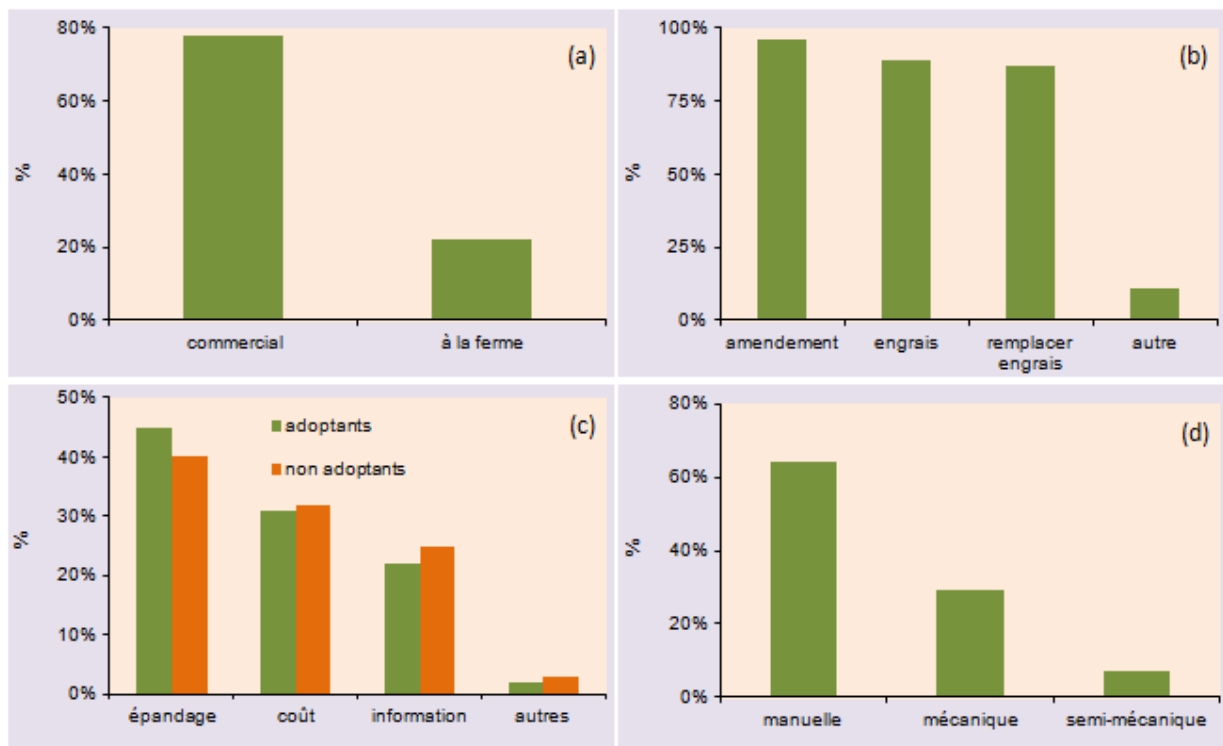 80%
60%
40%
20%
0%
%
(a)
commercial
à la ferme
100%
75%
50%
25%
0%
%
(b)
amendement
engrais
remplacer
engrais
autre
50%
40%
30%
20%
10%
0%
%
adoptants
non adoptants
(c)
épandage
coût
information
autres
80%
60%
40%
20%
0%
%
(d)
manuelle
mécanique
semi-mécanique